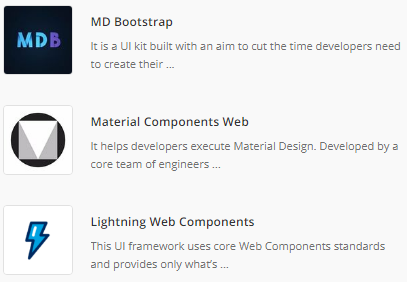 MDB
MD Bootstrap
It is a UI kit built with an aim to cut the time developers need
to create their ...
Material Components Web
It helps developers execute Material Design. Developed by a
core team of engineers ...
Lightning Web Components
This UI framework uses core Web Components standards
and provides only what's ...